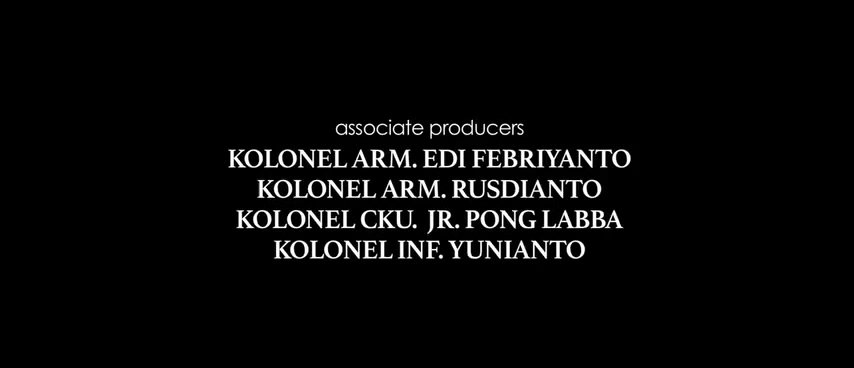 associate producers
KOLONEL ARM. EDI FEBRIYANTO
KOLONEL ARM. RUSDIANTO
KOLONEL CKU. JR. PONG LABBA
KOLONEL INF. YUNIANTO